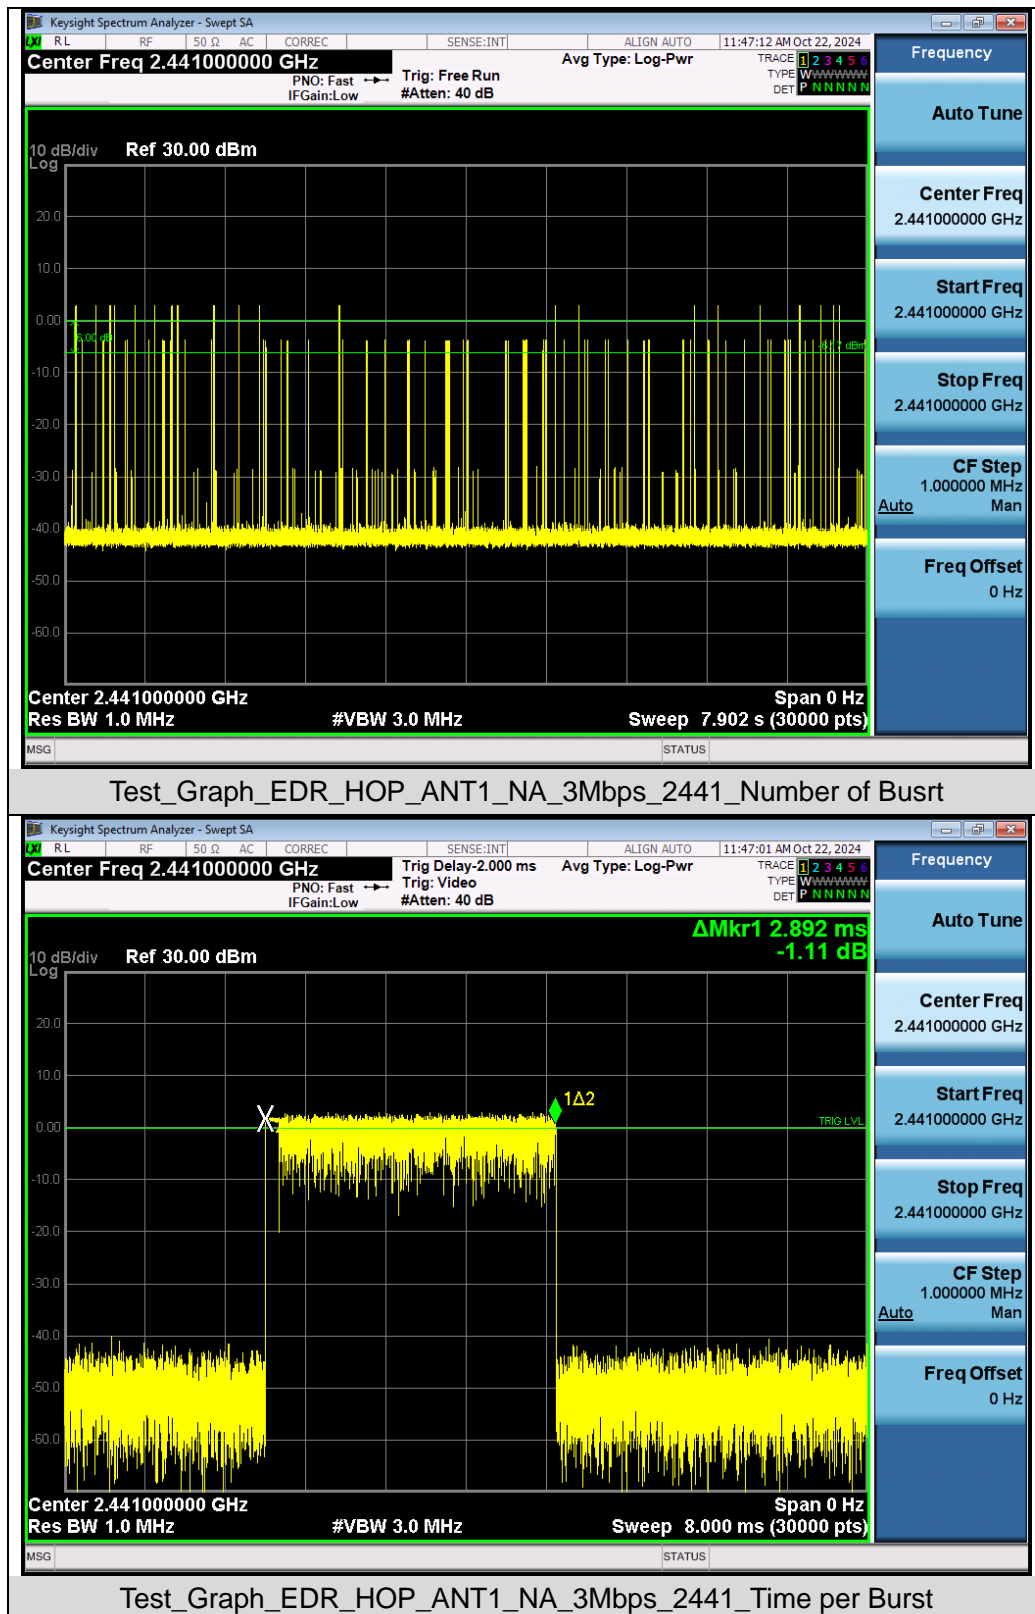 Keysight Spectrum Analyzer - Swept SA
LXI RL RF 50 Ω AC CORREC SENSE:INT ALIGN AUTO 11:47:12 AM Oct 22, 2024
Center Freq 2.441000000 GHz
PNO: Fast
IFGain:Low
Trig: Free Run
#Atten: 40 dB
Avg Type: Log-Pwr
TRACE 1 2 3 4 5 6
TYPE W W W W W W
DET P N N N N N
10 dB/div Ref 30.00 dBm
Log
20.0
10.0
0.00
6.00 dB
-10.0
-20.0
-30.0
-40.0
-50.0
-60.0
Center 2.441000000 GHz Span 0 Hz
Res BW 1.0 MHz #VBW 3.0 MHz Sweep 7.902 s (30000 pts)
MSG STATUS
Frequency
Auto Tune
Center Freq
2.441000000 GHz
Start Freq
2.441000000 GHz
Stop Freq
2.441000000 GHz
CF Step
1.000000 MHz
Auto Man
Freq Offset
0 Hz
Test_Graph_EDR_HOP_ANT1_NA_3Mbps_2441_Number of Busrt
Keysight Spectrum Analyzer - Swept SA
LXI RL RF 50 Ω AC CORREC SENSE:INT ALIGN AUTO 11:47:01 AM Oct 22, 2024
Center Freq 2.441000000 GHz
PNO: Fast
IFGain:Low
Trig Delay-2.000 ms
Trig: Video
#Atten: 40 dB
Avg Type: Log-Pwr
TRACE 1 2 3 4 5 6
TYPE W W W W W W
DET P N N N N N
ΔMkr1 2.892 ms
-1.11 dB
10 dB/div Ref 30.00 dBm
Log
20.0
10.0
0.00
-10.0
-20.0
-30.0
-40.0
-50.0
-60.0
1Δ2
TRIG LVL
Center 2.441000000 GHz Span 0 Hz
Res BW 1.0 MHz #VBW 3.0 MHz Sweep 8.000 ms (30000 pts)
MSG STATUS
Frequency
Auto Tune
Center Freq
2.441000000 GHz
Start Freq
2.441000000 GHz
Stop Freq
2.441000000 GHz
CF Step
1.000000 MHz
Auto Man
Freq Offset
0 Hz
Test_Graph_EDR_HOP_ANT1_NA_3Mbps_2441_Time per Burst